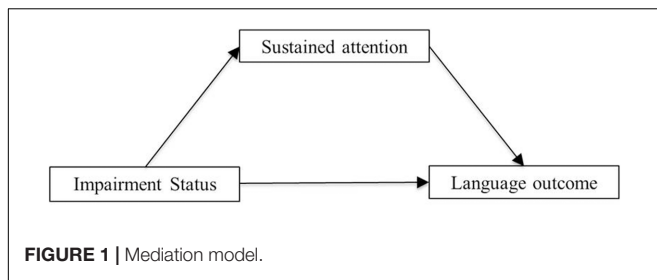 Sustained attention
Impairment Status
Language outcome
FIGURE 1 | Mediation model.